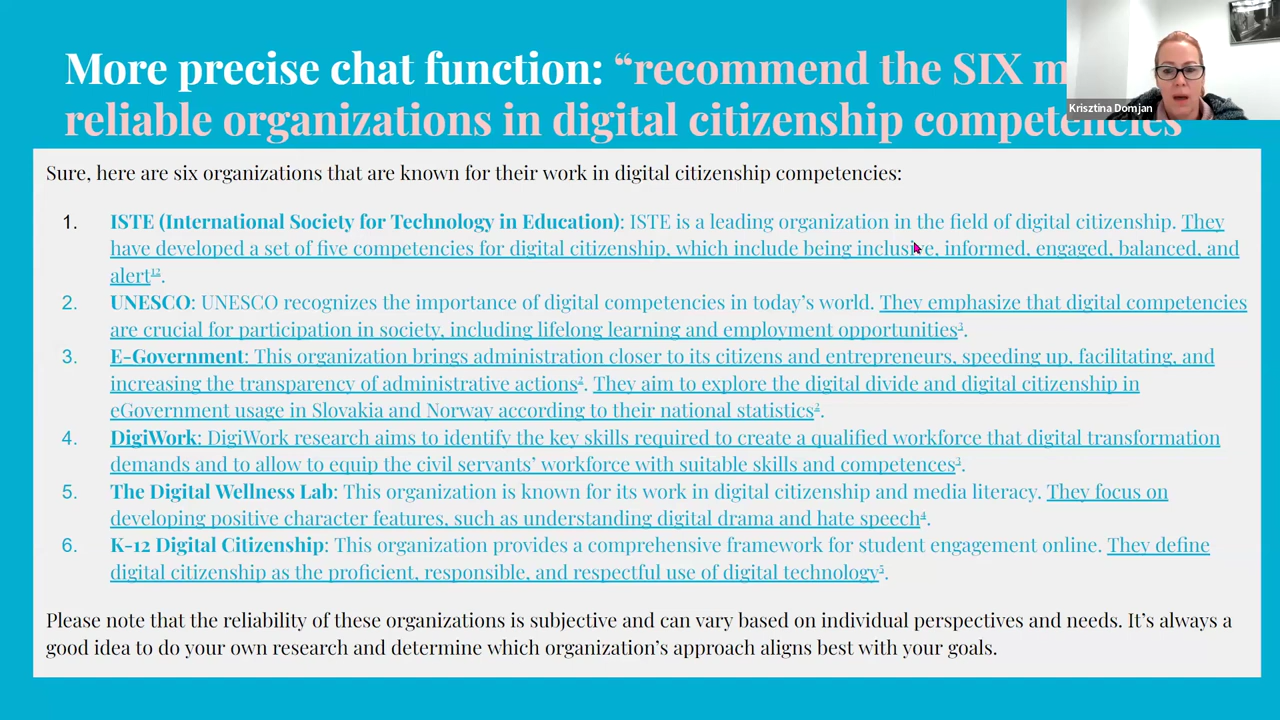 More precise chat function: “recommend the SIX
reliable organizations in digital citizenship competencies
Krisztina Domjan
Sure, here are six organizations that are known for their work in digital citizenship competencies:
1. ISTE (International Society for Technology in Education): ISTE is a leading organization in the field of digital citizenship. They
have developed a set of five competencies for digital citizenship, which include being inclusive, informed, engaged, balanced, and
alert12.
2. UNESCO: UNESCO recognizes the importance of digital competencies in today’s world. They emphasize that digital competencies
are crucial for participation in society, including lifelong learning and employment opportunities1.
3. E-Government: This organization brings administration closer to its citizens and entrepreneurs, speeding up, facilitating, and
increasing the transparency of administrative actions2. They aim to explore the digital divide and digital citizenship in
eGovernment usage in Slovakia and Norway according to their national statistics2.
4. DigiWork: DigiWork research aims to identify the key skills required to create a qualified workforce that digital transformation
demands and to allow to equip the civil servants’ workforce with suitable skills and competences3.
5. The Digital Wellness Lab: This organization is known for its work in digital citizenship and media literacy. They focus on
developing positive character features, such as understanding digital drama and hate speech4.
6. K-12 Digital Citizenship: This organization provides a comprehensive framework for student engagement online. They define
digital citizenship as the proficient, responsible, and respectful use of digital technology5.
Please note that the reliability of these organizations is subjective and can vary based on individual perspectives and needs. It’s always a
good idea to do your own research and determine which organization’s approach aligns best with your goals.